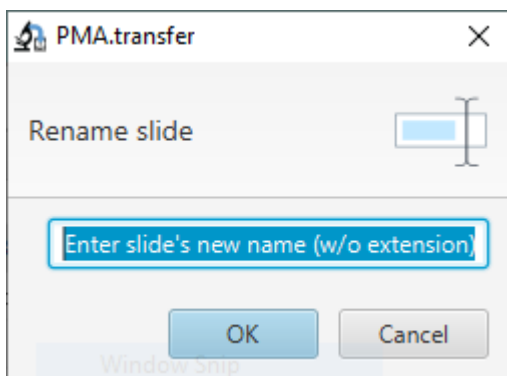 PMA.transfer
Rename slide
Enter slide's new name (w/o extension)
OK
Cancel
Window Snip